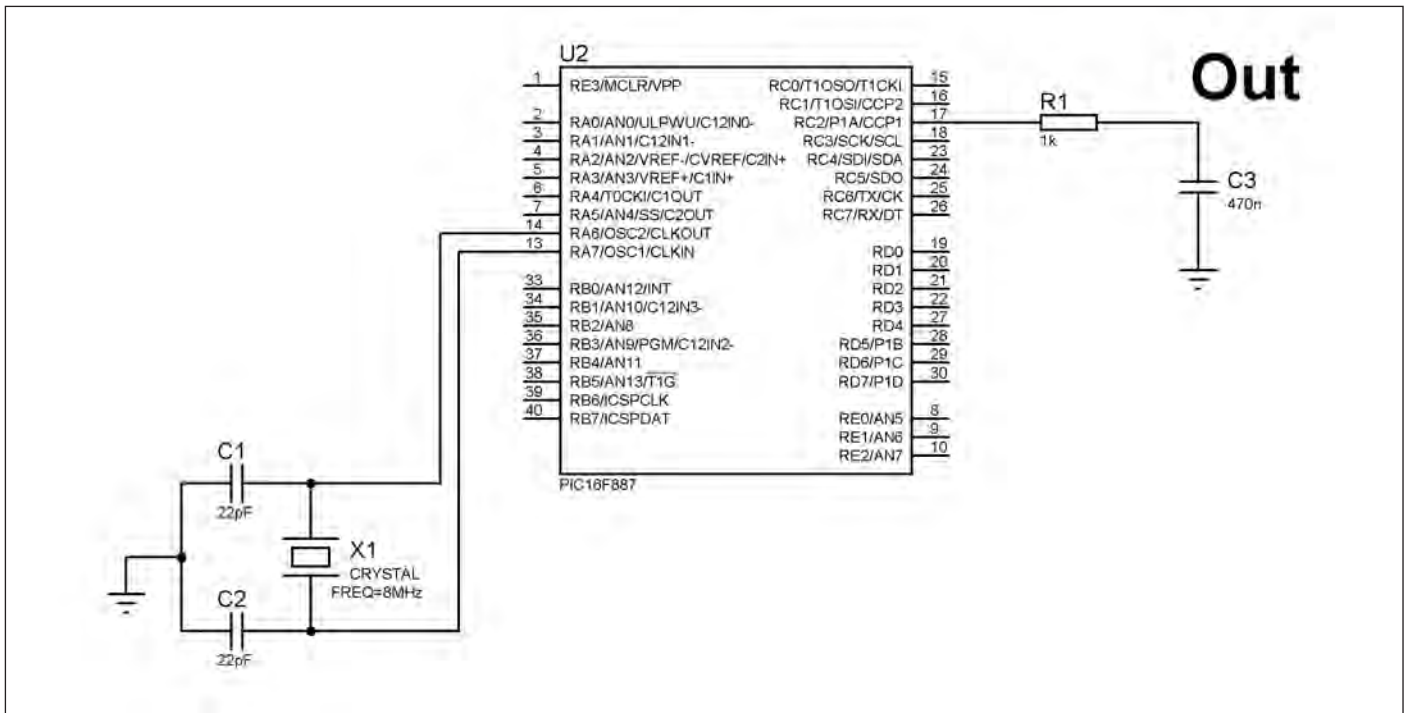 Out
U2
1 RE3/MCLR/VPP
2 RA0/AN0/ULPWU/C12IN0-
3 RA1/AN1/C12IN1-
4 RA2/AN2/VREF-/CVREF/C2IN+
5 RA3/AN3/VREF+/C1IN+
6 RA4/T0CKI/C1OUT
7 RA5/AN4/SS/C2OUT
14 RA6/OSC2/CLKOUT
13 RA7/OSC1/CLKIN
33 RB0/AN12/INT
34 RB1/AN10/C12IN3-
35 RB2/AN8
36 RB3/AN9/PGM/C12IN2-
37 RB4/AN11
38 RB5/AN13/T1G
39 RB6/ICSPCLK
40 RB7/ICSPDAT
RC0/T1OSO/T1CKI 15
RC1/T1OSI/CCP2 16
RC2/P1A/CCP1 17
RC3/SCK/SCL 18
RC4/SDI/SDA 23
RC5/SDO 24
RC6/TX/CK 25
RC7/RX/DT 26
RD0 19
RD1 20
RD2 21
RD3 22
RD4 27
RD5/P1B 28
RD6/P1C 29
RD7/P1D 30
RE0/AN5 8
RE1/AN6 9
RE2/AN7 10
PIC16F887
R1
1k
C3
470n
C1
22pF
X1
CRYSTAL
FREQ=8MHz
C2
22pF